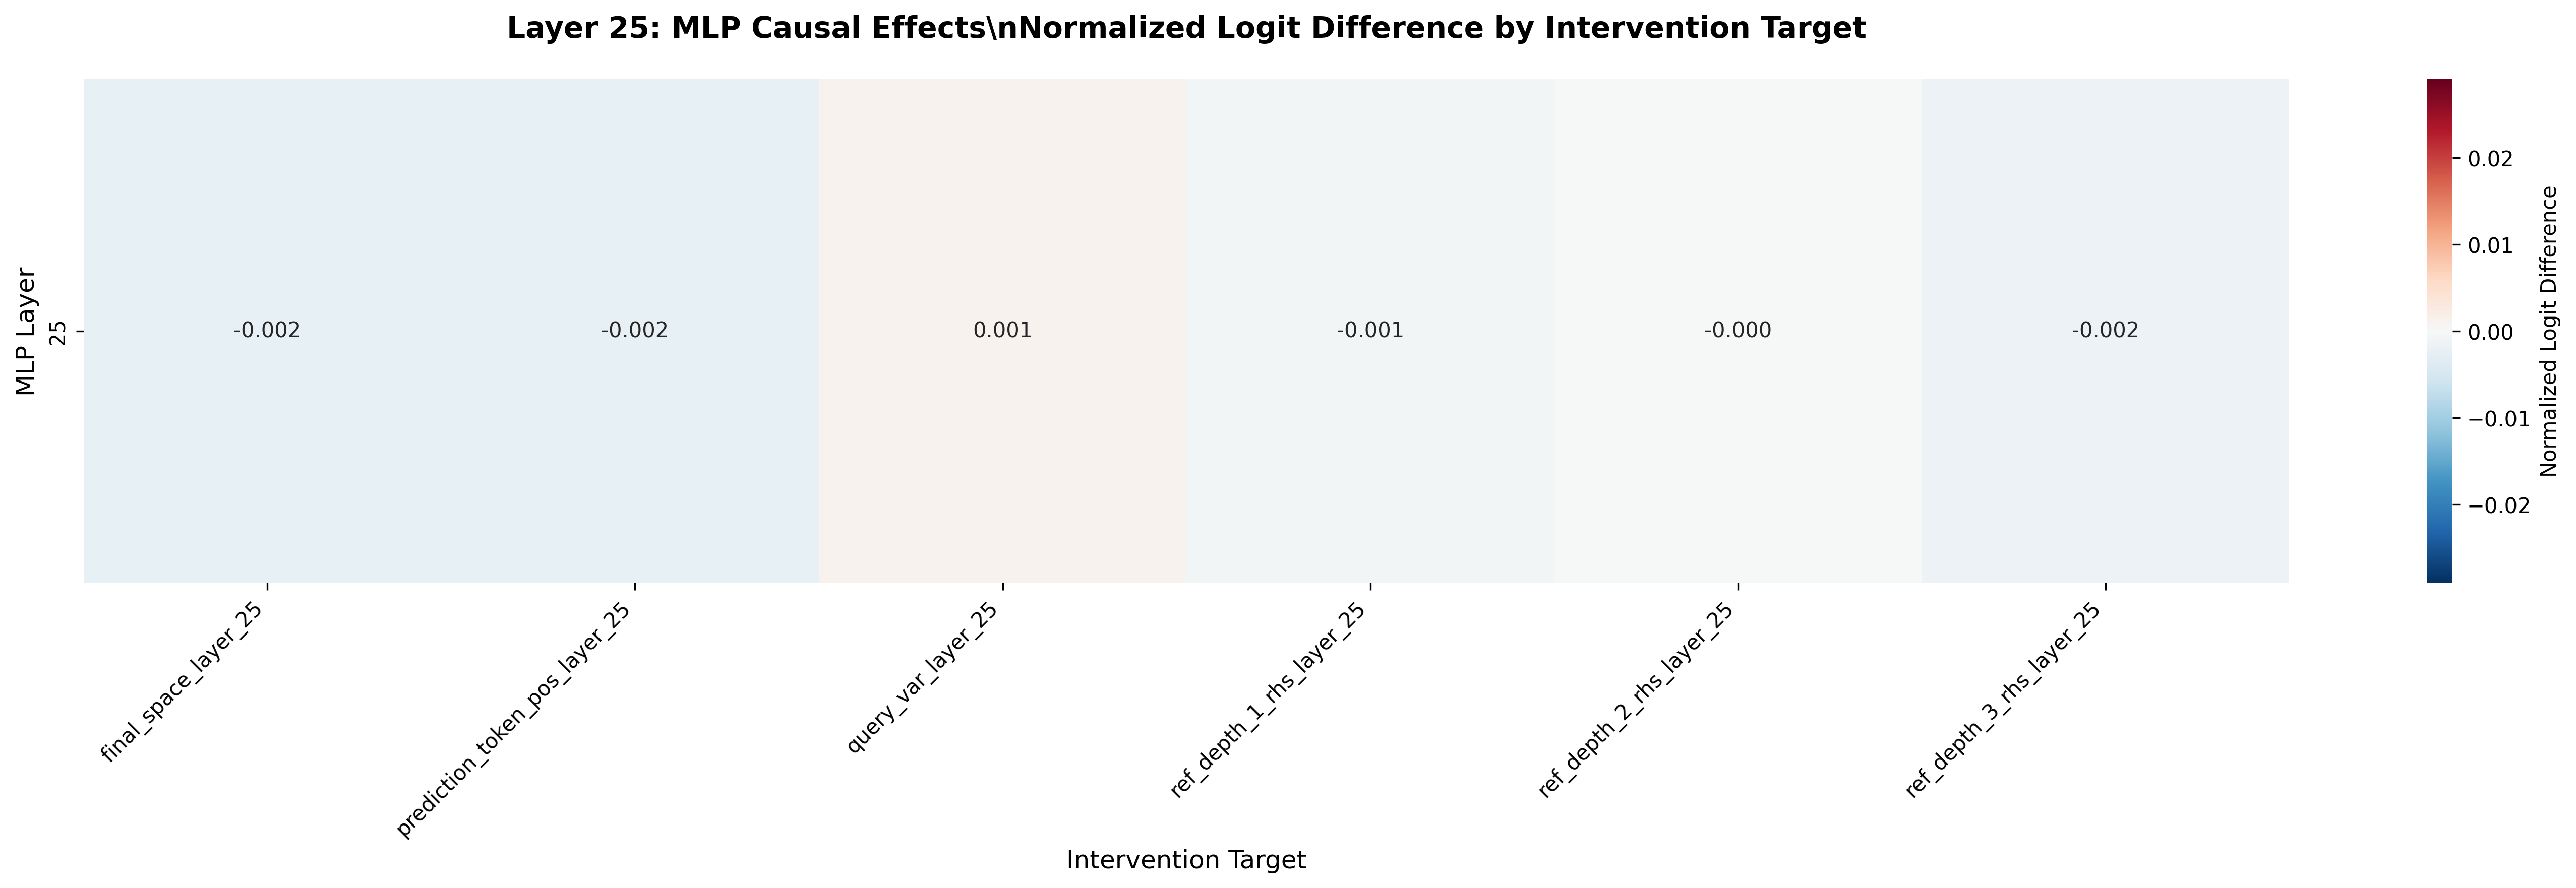 Layer 25: MLP Causal Effects\nNormalized Logit Difference by Intervention Target
MLP Layer
25
-0.002
-0.002
0.001
-0.001
-0.000
-0.002
final_space_layer_25
prediction_token_pos_layer_25
query_var_layer_25
ref_depth_1_rhs_layer_25
ref_depth_2_rhs_layer_25
ref_depth_3_rhs_layer_25
Intervention Target
0.02
0.01
0.00
−0.01
−0.02
Normalized Logit Difference